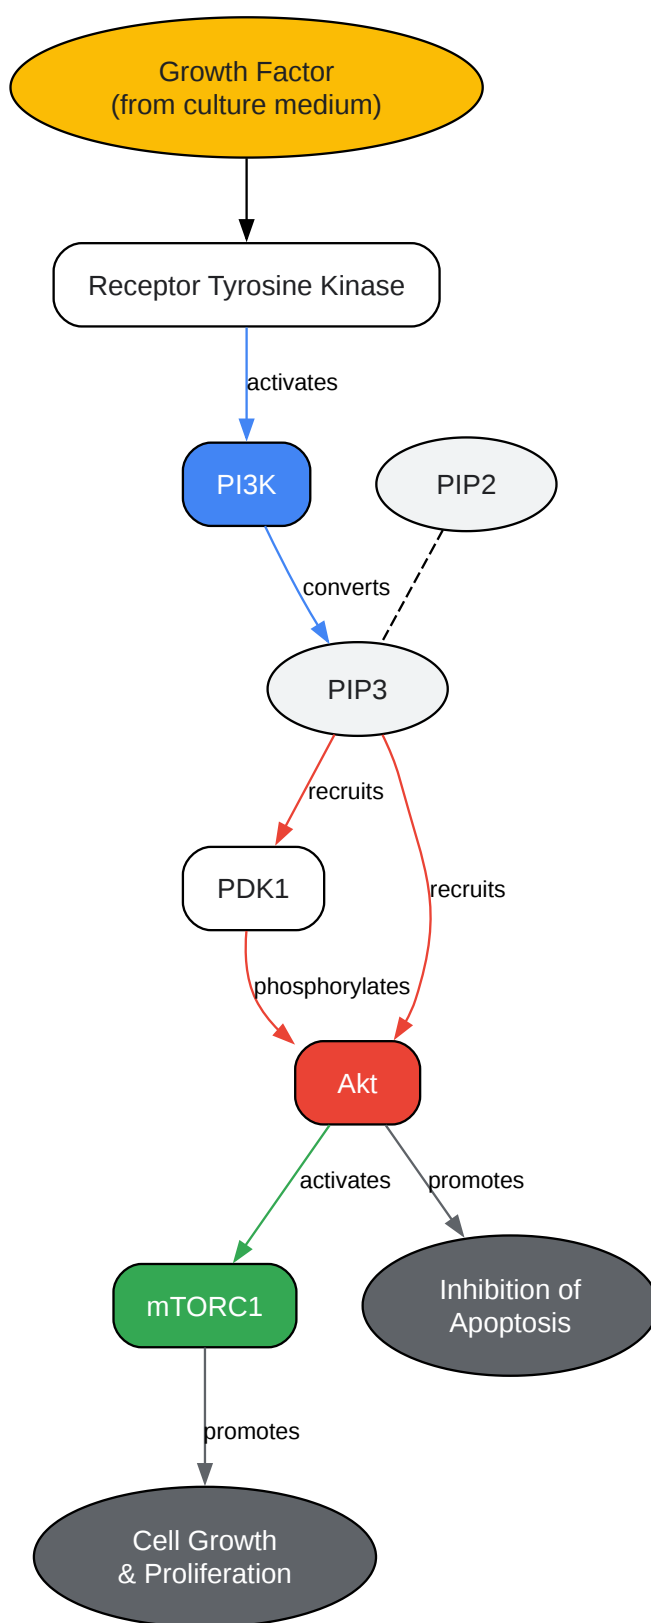 Growth Factor
(from culture medium)
Receptor Tyrosine Kinase
activates
PI3K
PIP2
converts
PIP3
recruits
PDK1
recruits
phosphorylates
Akt
activates
promotes
mTORC1
Inhibition of
Apoptosis
promotes
Cell Growth
& Proliferation